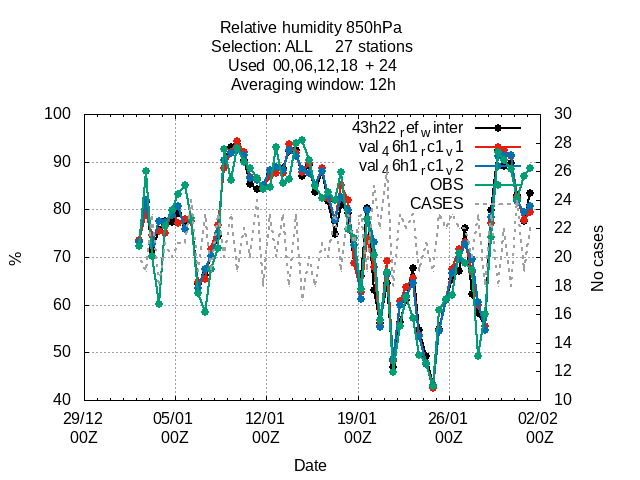 Relative humidity 850hPa
Selection: ALL 27 stations
Used 00,06,12,18 + 24
Averaging window: 12h
43h22_ref_winter
val_46h1_rc1_v1
val_46h1_rc1_v2
OBS
CASES
100
90
80
70
60
50
40
%
30
28
26
24
22
20
18
16
14
12
10
No cases
29/12 05/01 12/01 19/01 26/01 02/02
00Z 00Z 00Z 00Z 00Z 00Z
Date